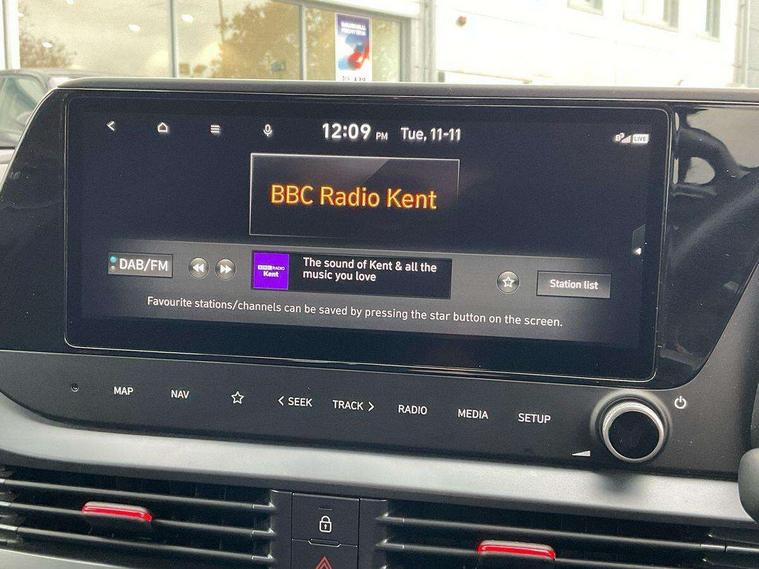 12:09 PM Tue, 11-11
LIVE
BBC Radio Kent
DAB/FM
BBC RADIO
Kent
The sound of Kent & all the
music you love
Station list
Favourite stations/channels can be saved by pressing the star button on the screen.
MAP NAV < SEEK TRACK > RADIO MEDIA SETUP